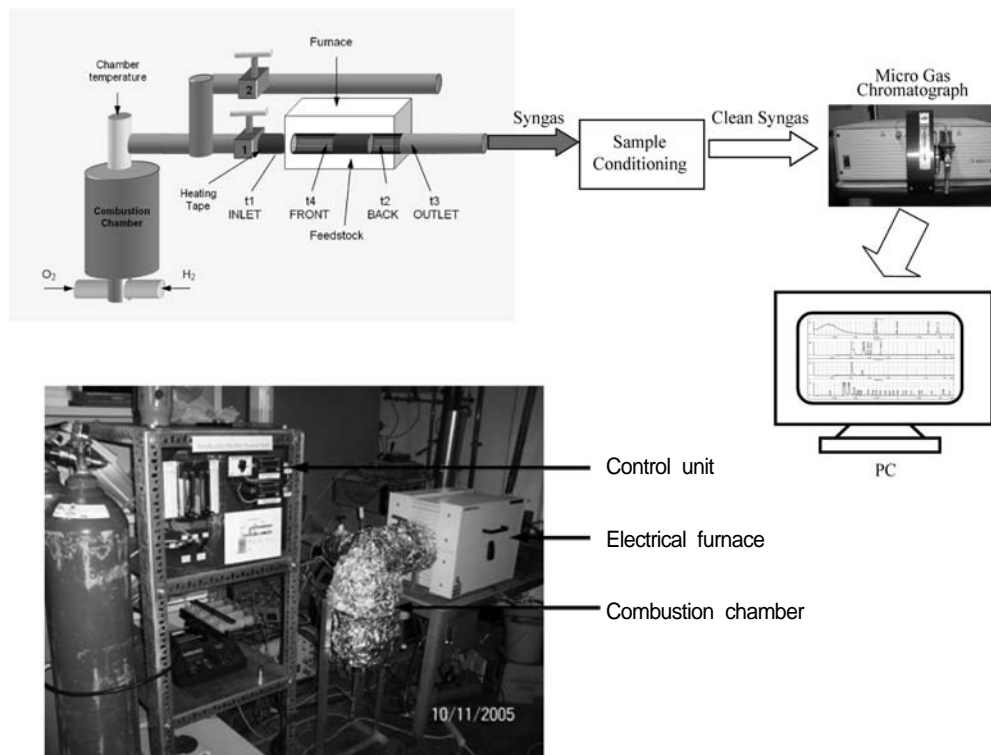 Furnace
Chamber
temperature
2
1
Heating
Tape
t1
INLET
t4
FRONT
t2
BACK
t3
OUTLET
Feedstock
Combustion
Chamber
O₂
H₂
Syngas
Sample
Conditioning
Clean Syngas
Micro Gas
Chromatograph
PC
Control unit
Electrical furnace
Combustion chamber
10/11/2005